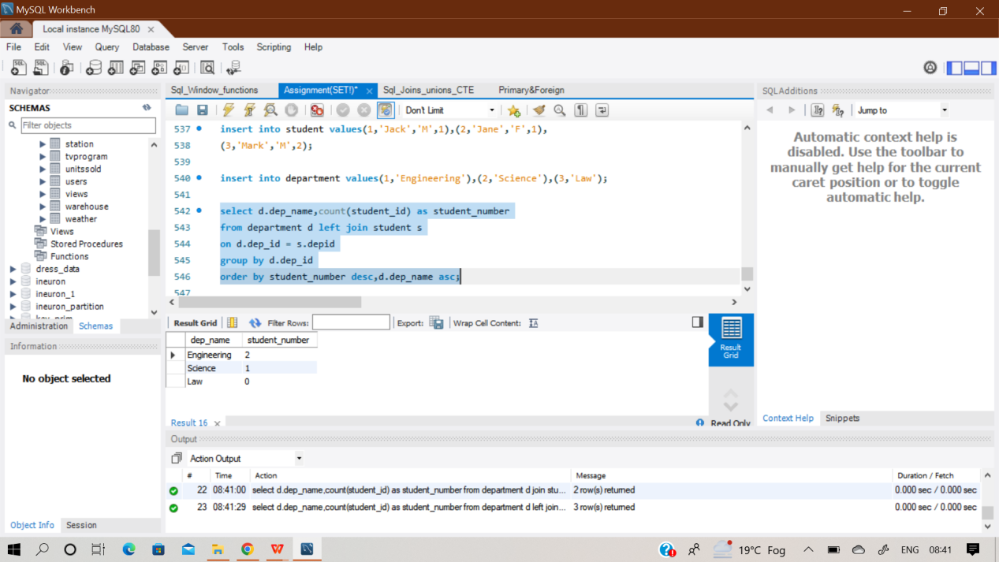 MySQL Workbench
Local instance MySQL80
File Edit View Query Database Server Tools Scripting Help
Navigator
SCHEMAS
Filter objects
station
tvprogram
unitssold
users
views
warehouse
weather
Views
Stored Procedures
Functions
dress_data
ineuron
ineuron_1
ineuron_partition
Administration Schemas
Information
No object selected
Object Info Session
Sql_Window_functions Assignment(SET!)* Sql_Joins_unions_CTE Primary&Foreign
Don't Limit
537 insert into student values(1,'Jack','M',1),(2,'Jane','F',1),
538 (3,'Mark','M',2);
539
540 insert into department values(1,'Engineering'),(2,'Science'),(3,'Law');
541
542 select d.dep_name,count(student_id) as student_number
543 from department d left join student s
544 on d.dep_id = s.depid
545 group by d.dep_id
546 order by student_number desc,d.dep_name asc;
547
Result Grid Filter Rows: Export: Wrap Cell Content: IA
dep_name student_number
Engineering 2
Science 1
Law 0
Result
Grid
Result 16 Read Only
SQLAdditions
Jump to
Automatic context help is
disabled. Use the toolbar to
manually get help for the current
caret position or to toggle
automatic help.
Context Help Snippets
Output
Action Output
# Time Action Message Duration / Fetch
22 08:41:00 select d.dep_name,count(student_id) as student_number from department d join stu... 2 row(s) returned 0.000 sec / 0.000 sec
23 08:41:29 select d.dep_name,count(student_id) as student_number from department d left join... 3 row(s) returned 0.000 sec / 0.000 sec
19°C Fog ENG 08:41